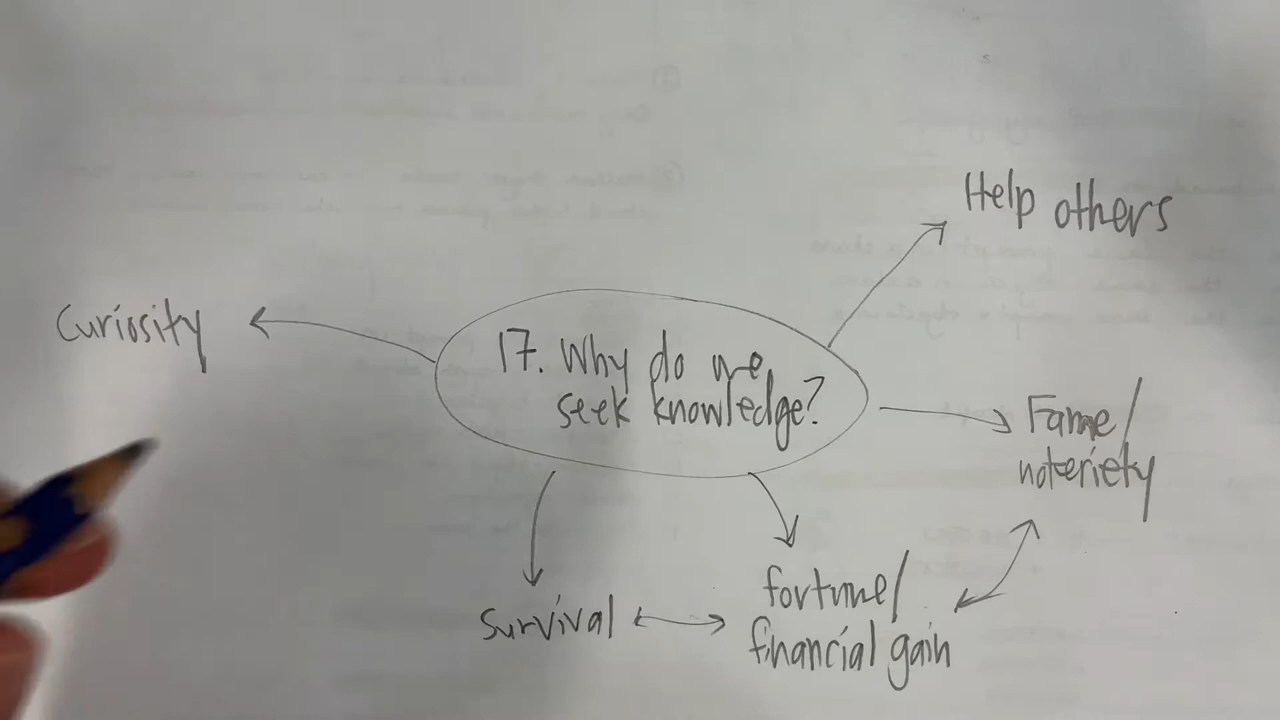 Help others
Curiosity
17. Why do we
seek knowledge?
Fame/
noteriety
fortune/
financial gain
survival